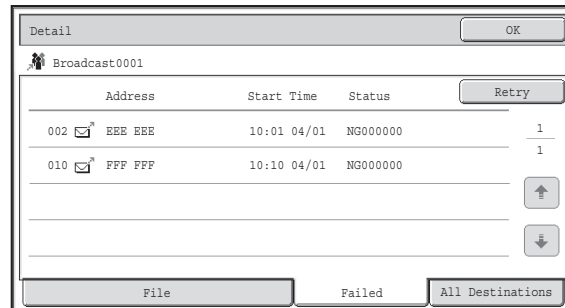 Detail OK
Broadcast0001
Address Start Time Status Retry
002 EEE EEE 10:01 04/01 NG000000
010 FFF FFF 10:10 04/01 NG000000
1
1
File Failed All Destinations